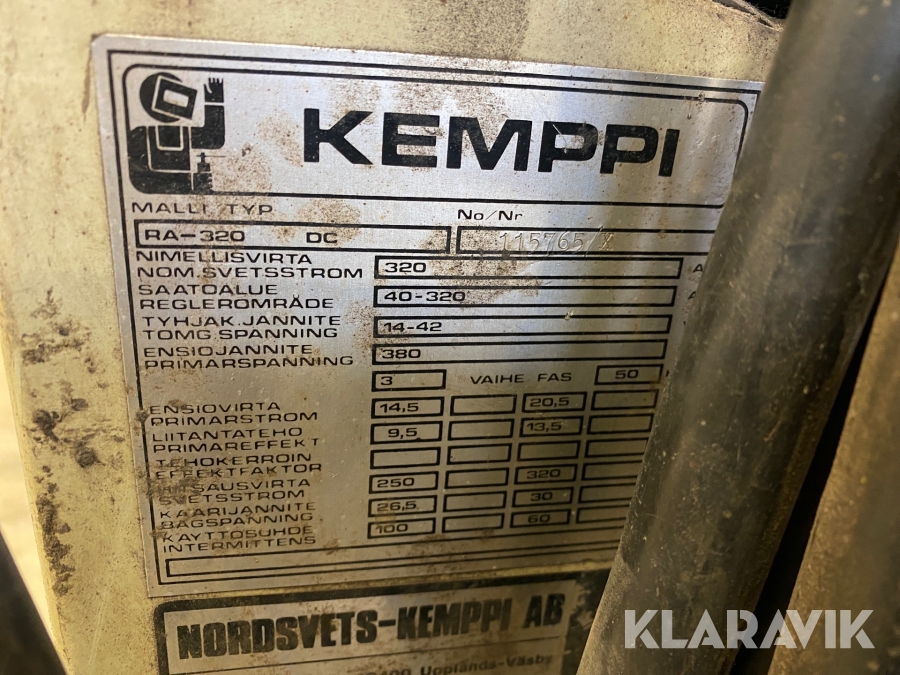 KEMPPI
MALLI TYP No/Nr
RA-320 DC 115765/
NIMELLISVIRTA
NOM.SVETSSTROM 320 A
SAATOALUE
REGLEROMRÅDE 40-320 A
TYHJAK.JANNITE
TOMG.SPANNING 14-42
ENSIOJANNITE
PRIMARSPANNING 380
3 VAIHE FAS 50
ENSIOVIRTA
PRIMARSTROM 14,5 20,5
LIITANTATEHO
PRIMAREFFEKT 9,5 13,5
TEHOKERROIN
EFFEKTFAKTOR
SVETSSTROM 250 320
KAARIJANNITE
BAGSPANNING 26,5 30
KAYTTOSUHDE
INTERMITTENS 100 60
NORDSVETS-KEMPPI AB
Upplands-Väsby
KLARAVIK